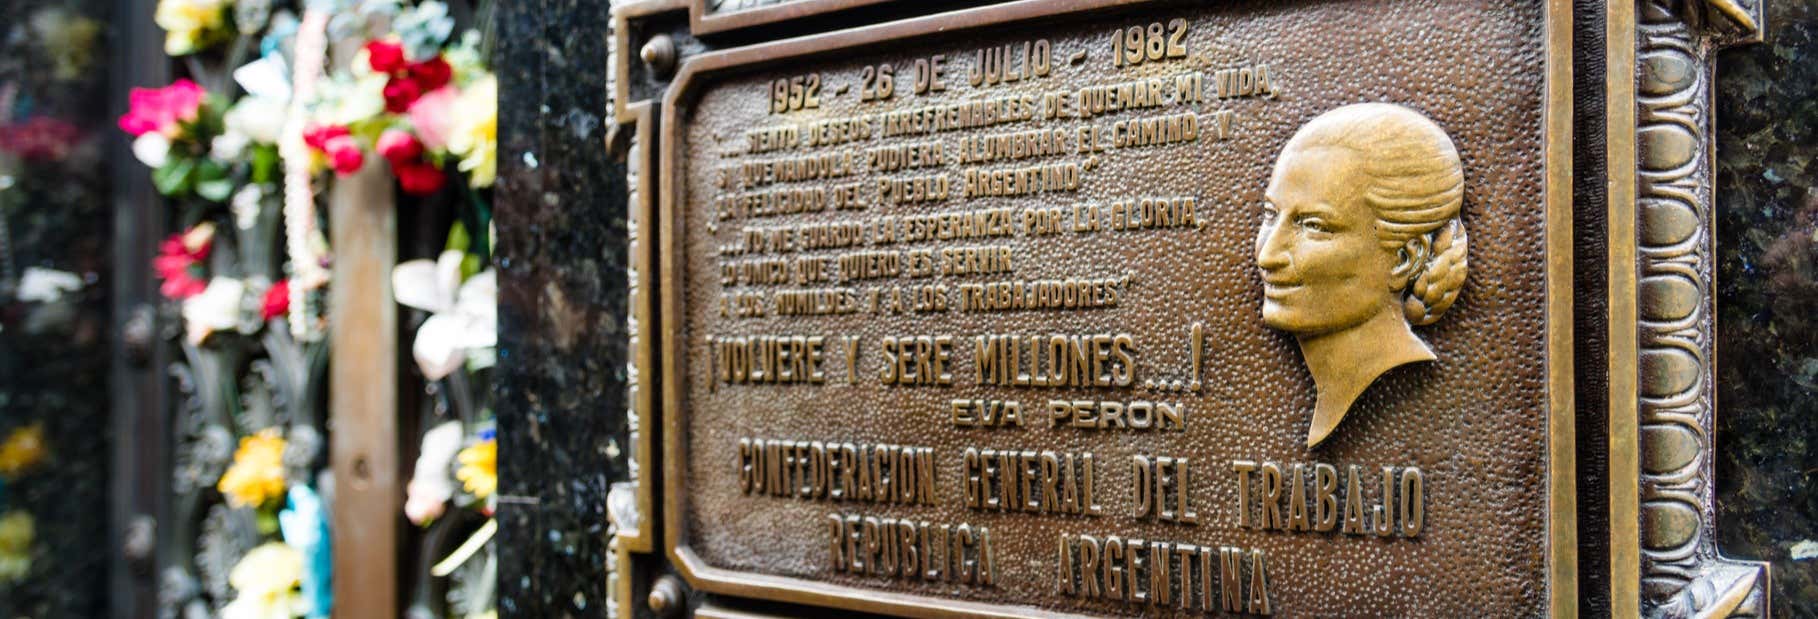 1952 - 26 DE JULIO - 1982
"...SIENTO DESEOS IRREFRENABLES DE QUEMAR MI VIDA,
SI QUEMANDOLA PUDIERA ALUMBRAR EL CAMINO Y
LA FELICIDAD DEL PUEBLO ARGENTINO"
"...YO ME GUARDO LA ESPERANZA POR LA GLORIA,
LO UNICO QUE QUIERO ES SERVIR
A LOS HUMILDES Y A LOS TRABAJADORES"
¡VOLVERE Y SERE MILLONES...!
EVA PERON
CONFEDERACION GENERAL DEL TRABAJO
REPUBLICA ARGENTINA